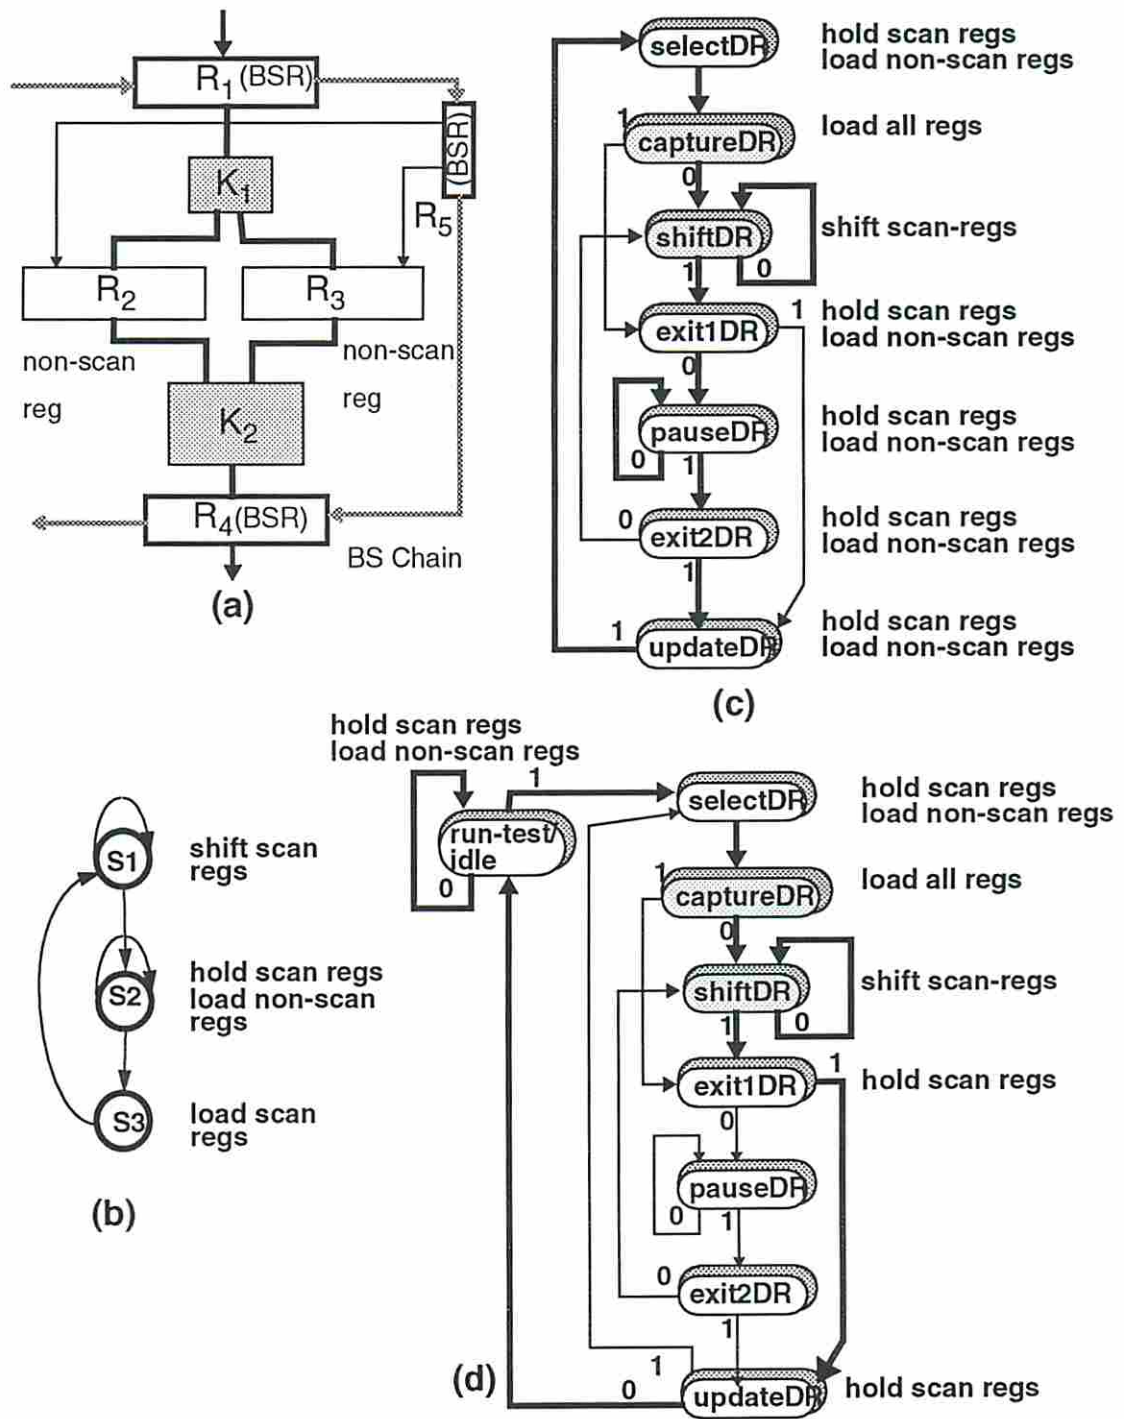 R1(BSR)
(BSR)
K1
R5
R2
R3
non-scan
reg
non-scan
reg
K2
R4(BSR)
BS Chain
(a)
selectDR
hold scan regs
load non-scan regs
1
captureDR
load all regs
0
shiftDR
shift scan-regs
1
0
exit1DR
1
hold scan regs
load non-scan regs
0
pauseDR
hold scan regs
load non-scan regs
0
1
0
exit2DR
hold scan regs
load non-scan regs
1
1
updateDR
hold scan regs
load non-scan regs
(c)
S1
shift scan
regs
S2
hold scan regs
load non-scan
regs
S3
load scan
regs
(b)
hold scan regs
load non-scan regs
1
run-test/
idle
0
selectDR
hold scan regs
load non-scan regs
1
captureDR
load all regs
0
shiftDR
shift scan-regs
1
0
exit1DR
1
hold scan regs
0
pauseDR
0
1
0
exit2DR
1
1
0
updateDR
hold scan regs
(d)